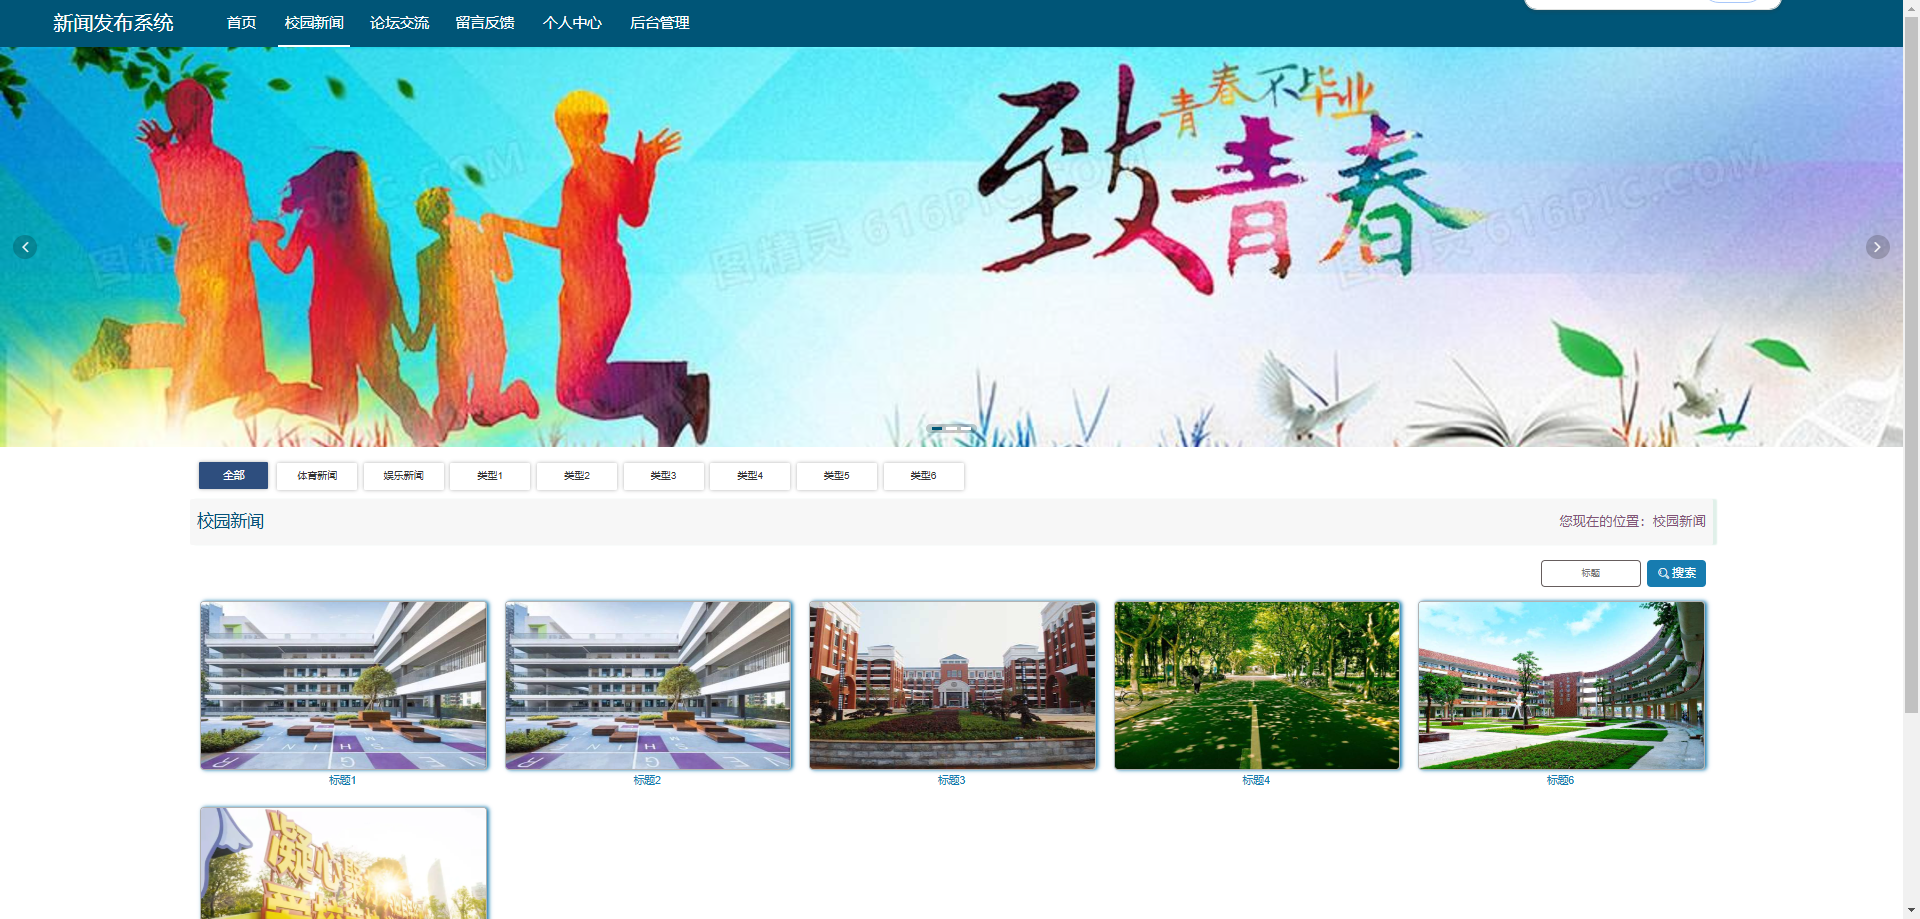 新闻发布系统 首页 校园新闻 论坛交流 留言反馈 个人中心 后台管理
青春不毕业
致青春
图精灵 616PIC.COM
全部 体育新闻 娱乐新闻 类型1 类型2 类型3 类型4 类型5 类型6
校园新闻 您现在的位置：校园新闻
标题 搜索
标题1 标题2 标题3 标题4 标题6
凝心聚